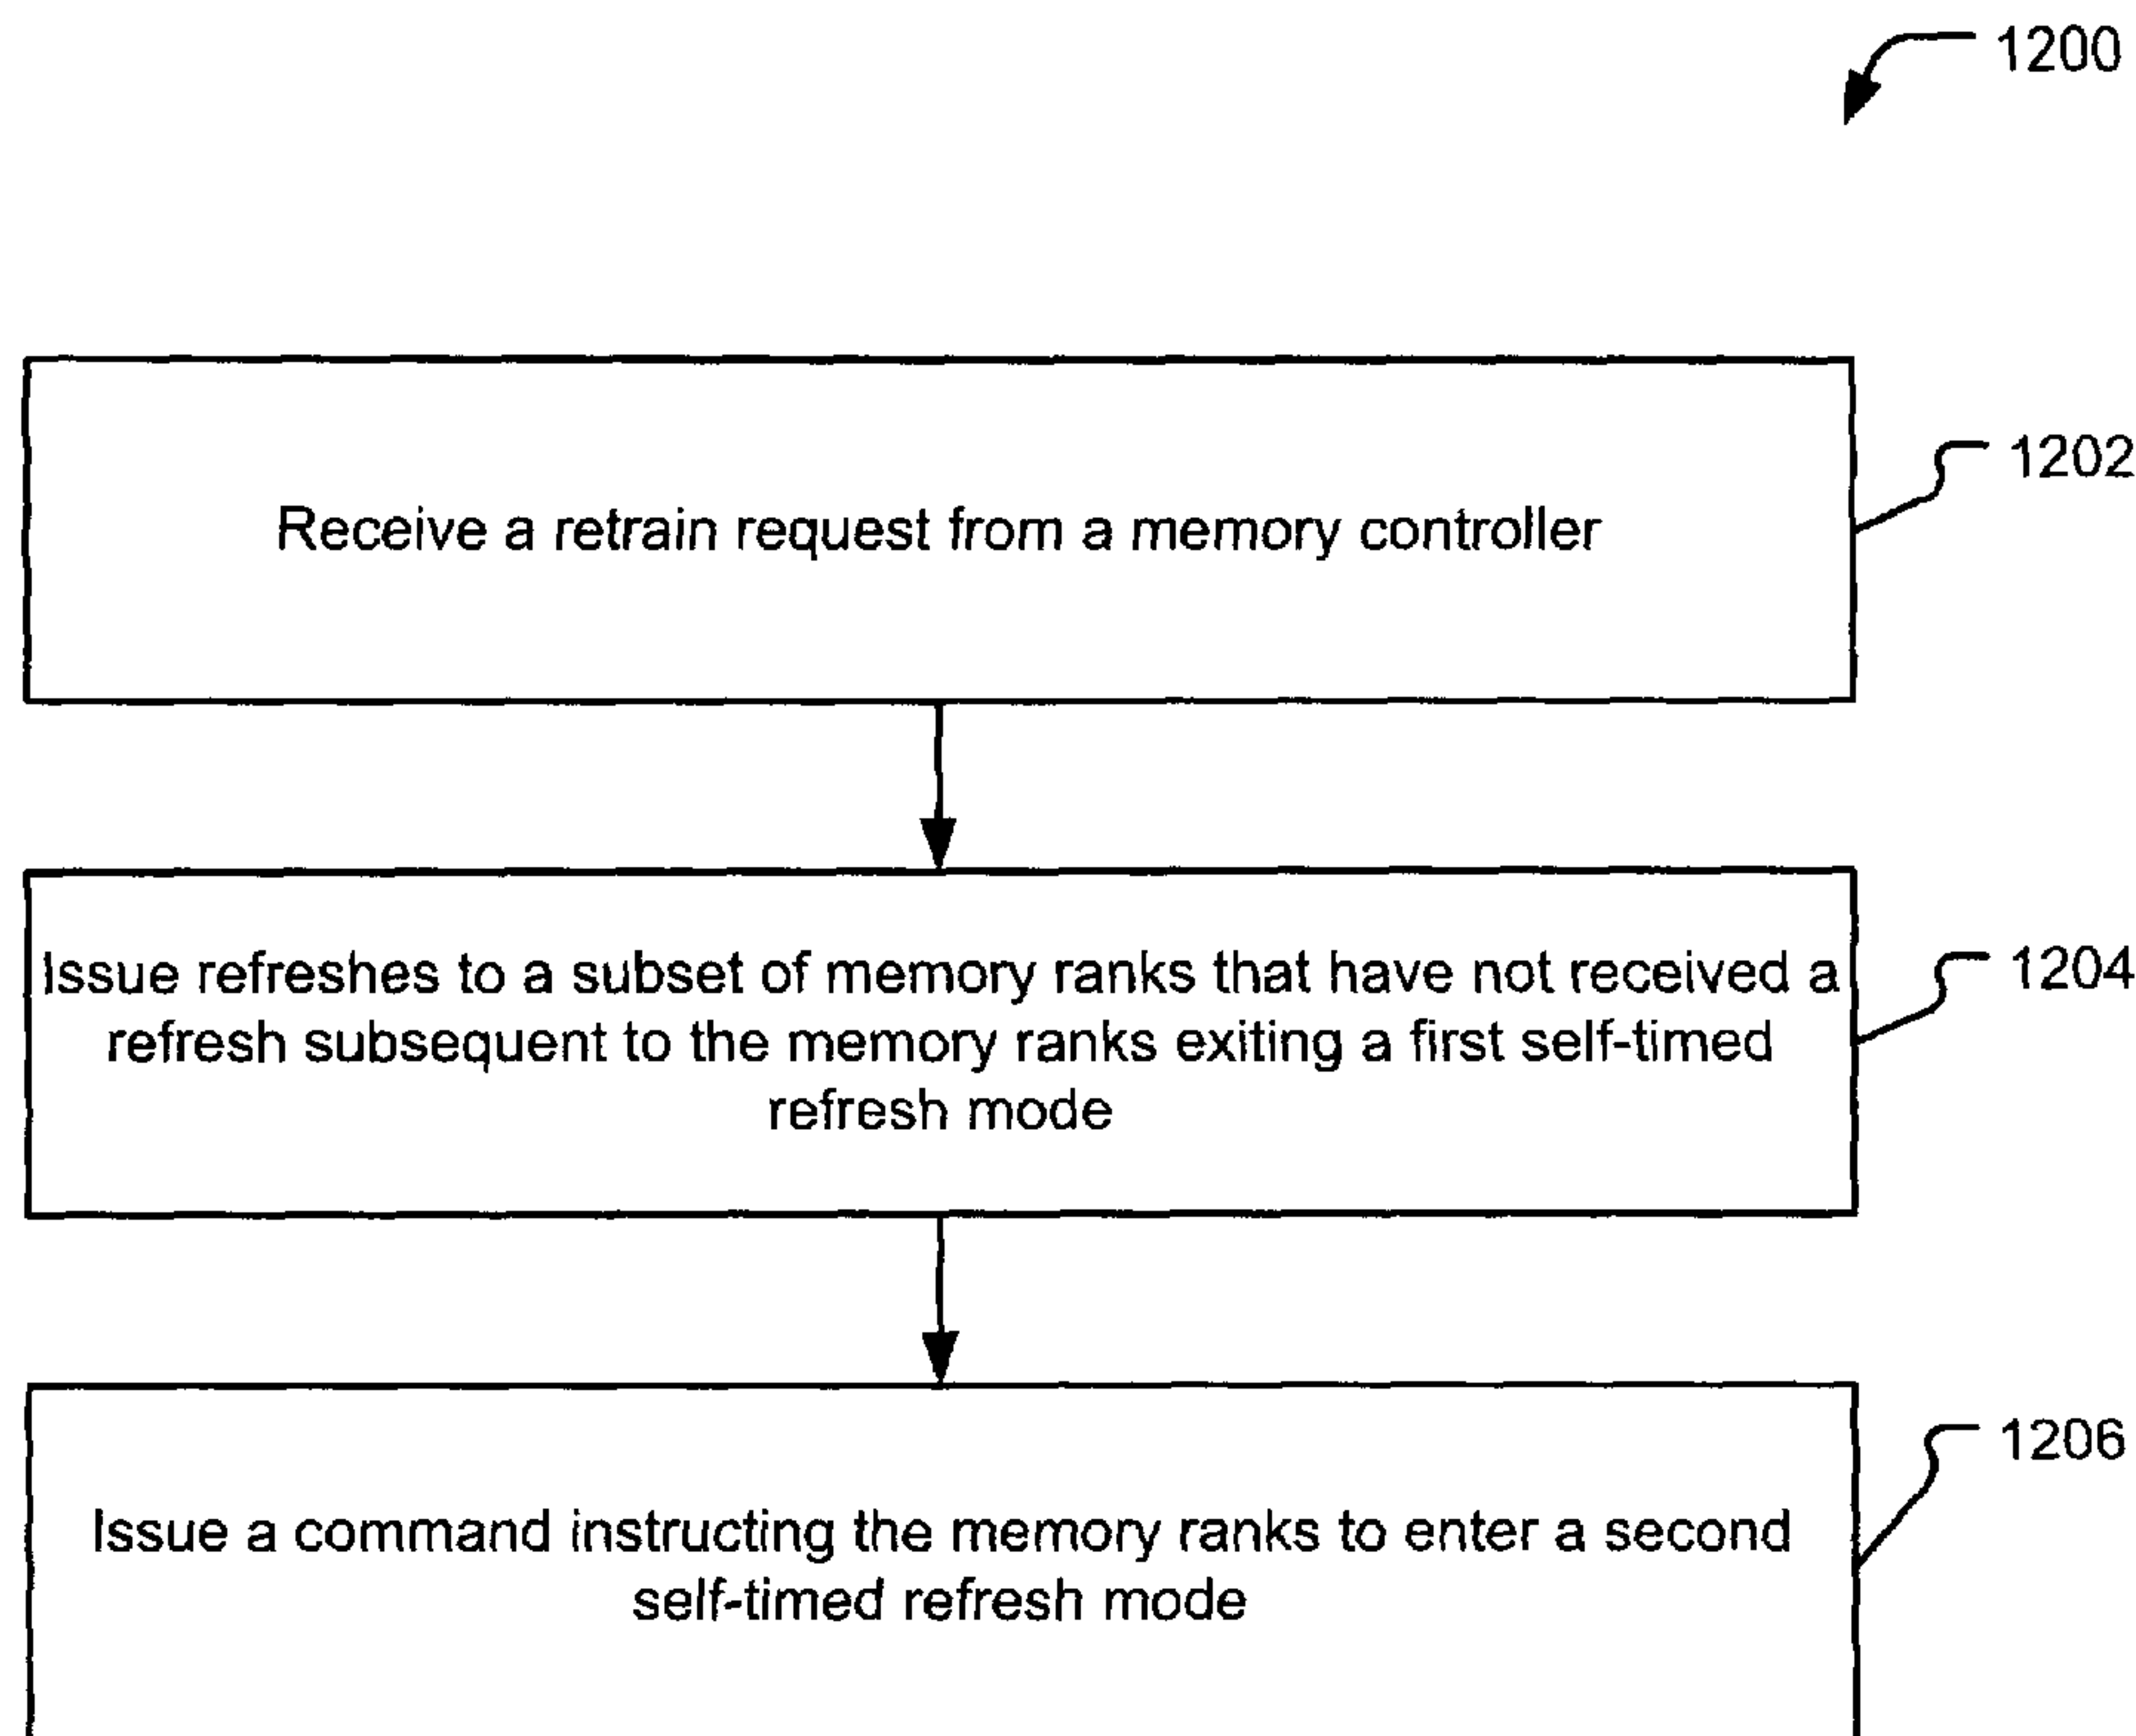 1200
1202
Receive a retrain request from a memory controller
1204
Issue refreshes to a subset of memory ranks that have not received a
refresh subsequent to the memory ranks exiting a first self-timed
refresh mode
1206
Issue a command instructing the memory ranks to enter a second
self-timed refresh mode